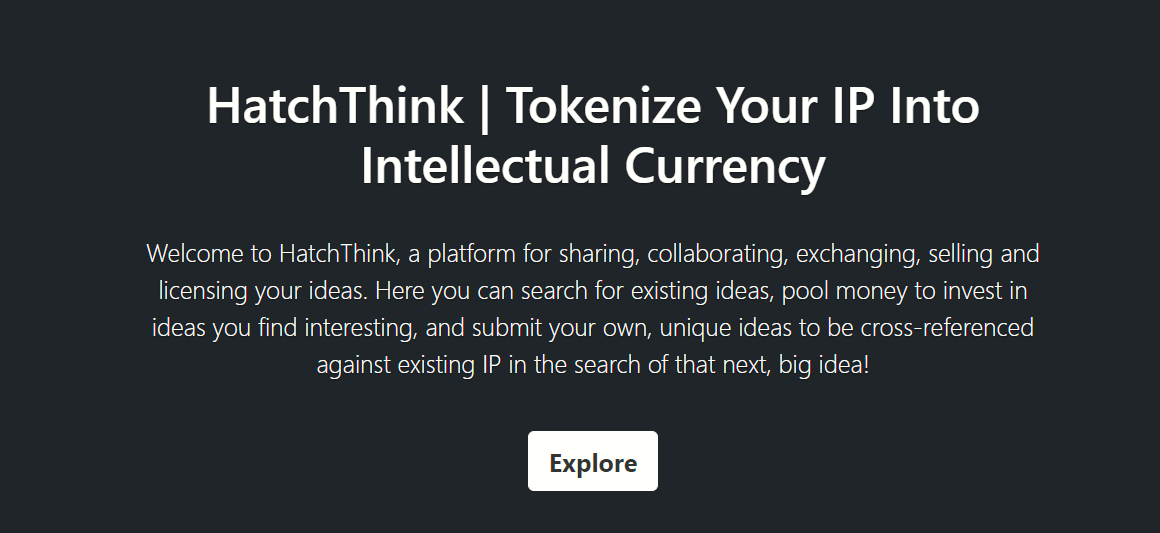 HatchThink | Tokenize Your IP Into
Intellectual Currency
Welcome to HatchThink, a platform for sharing, collaborating, exchanging, selling and
licensing your ideas. Here you can search for existing ideas, pool money to invest in
ideas you find interesting, and submit your own, unique ideas to be cross-referenced
against existing IP in the search of that next, big idea!
Explore